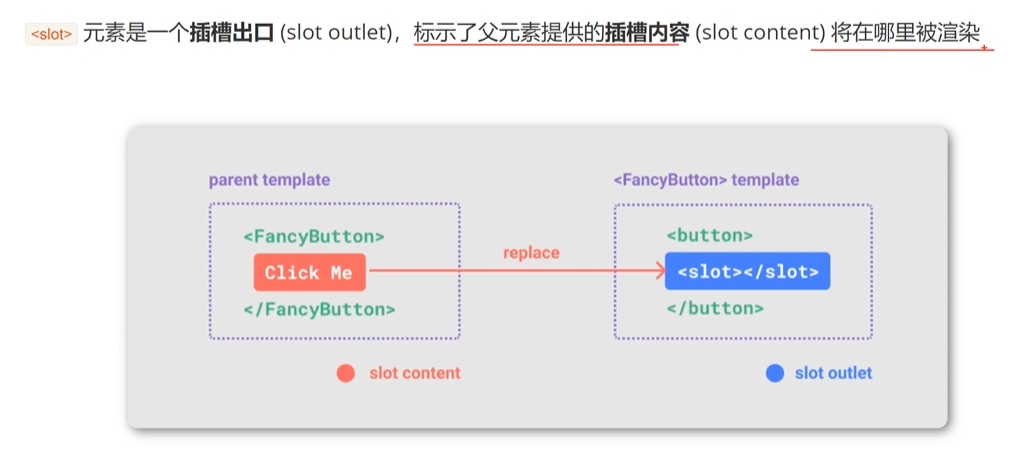 <slot> 元素是一个插槽出口 (slot outlet)，标示了父元素提供的插槽内容 (slot content) 将在哪里被渲染
parent template
<FancyButton> template
<FancyButton>
Click Me
</FancyButton>
replace
<button>
<slot></slot>
</button>
slot content
slot outlet